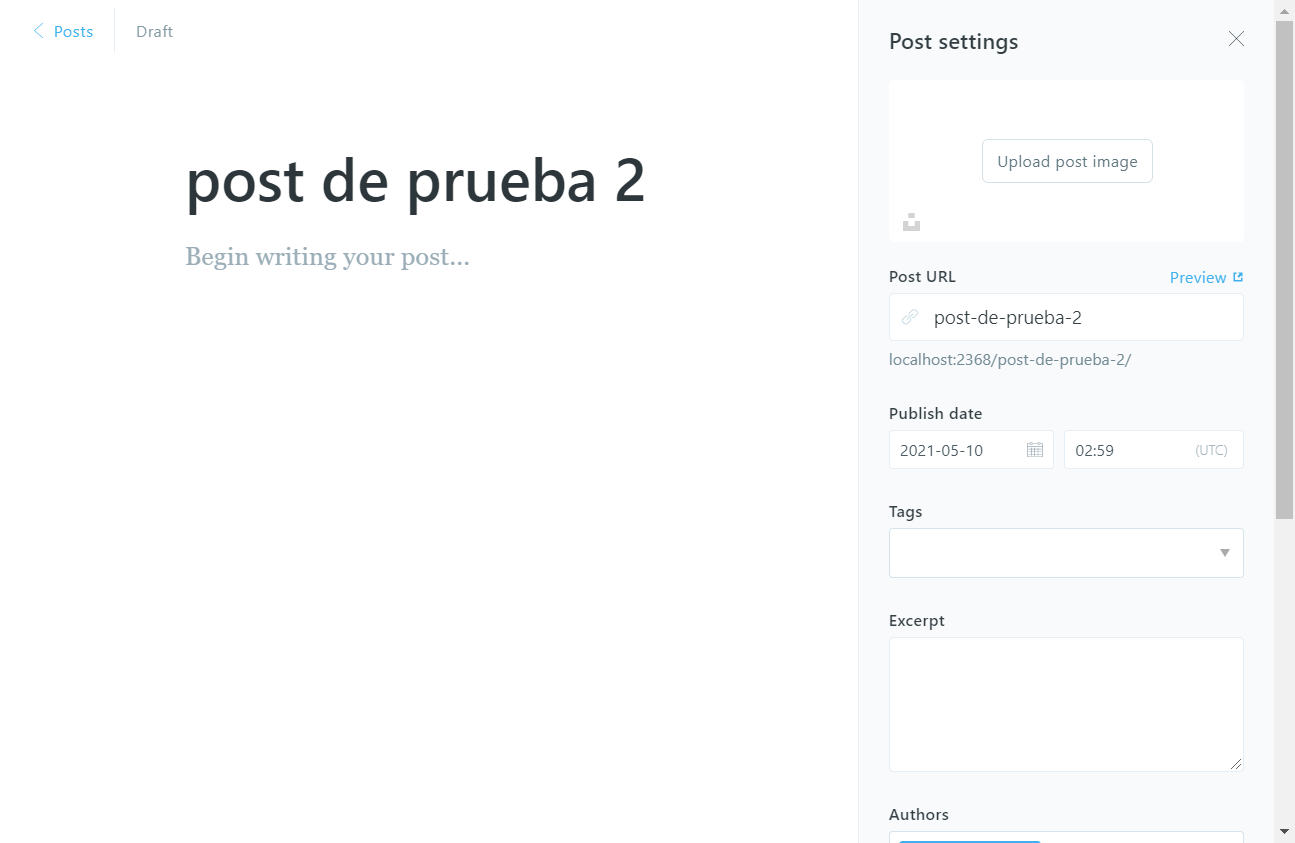 Posts
Draft
post de prueba 2
Begin writing your post...
Post settings
Upload post image
Post URL
Preview
post-de-prueba-2
localhost:2368/post-de-prueba-2/
Publish date
2021-05-10
02:59
(UTC)
Tags
Excerpt
Authors